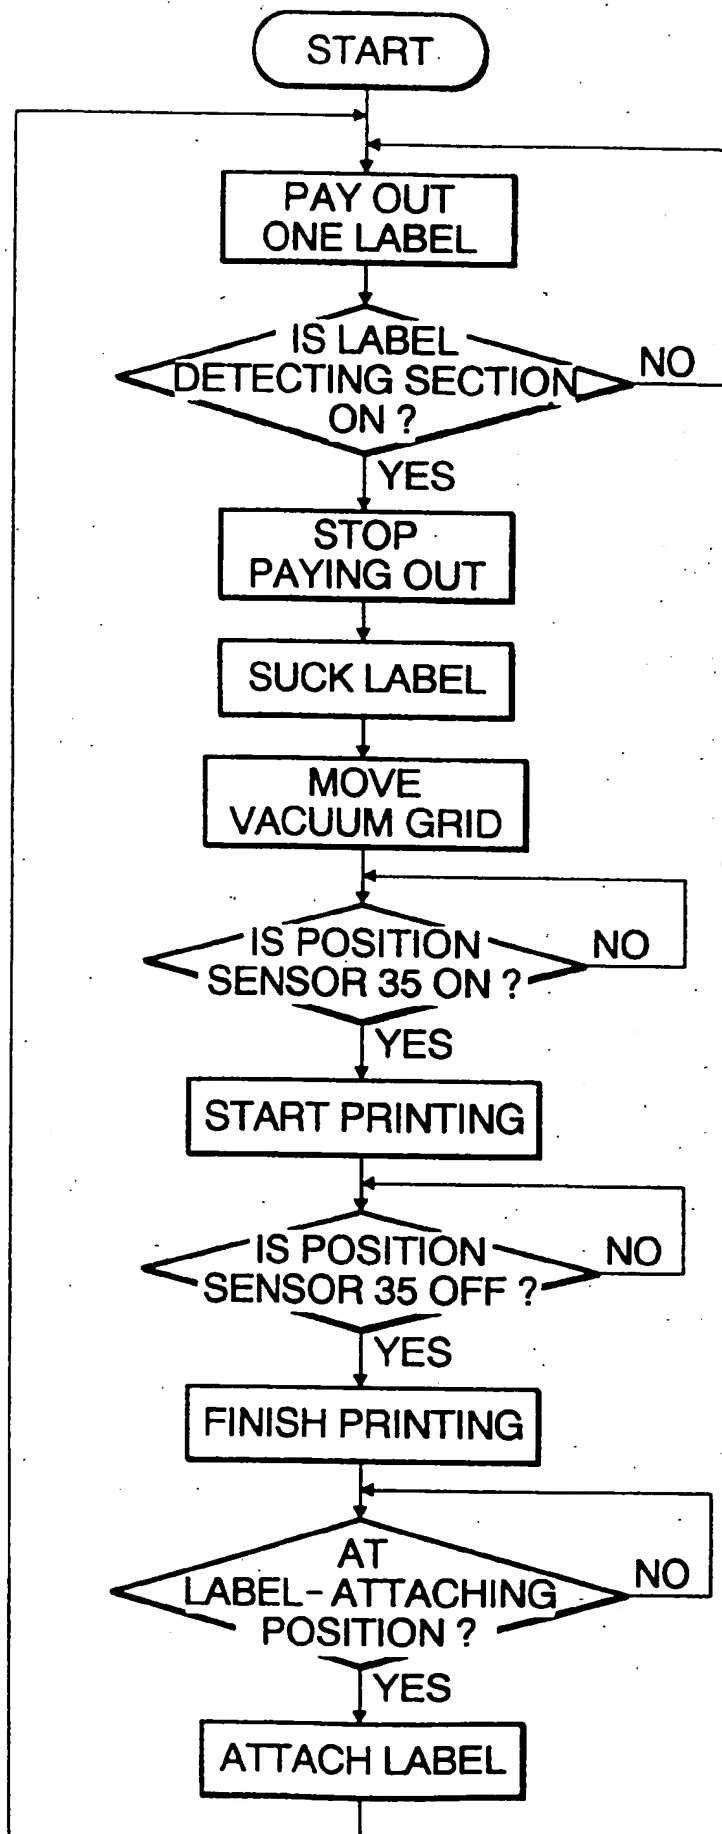 START
PAY OUT
ONE LABEL
IS LABEL
DETECTING SECTION
ON ?
NO
YES
STOP
PAYING OUT
SUCK LABEL
MOVE
VACUUM GRID
IS POSITION
SENSOR 35 ON ?
NO
YES
START PRINTING
IS POSITION
SENSOR 35 OFF ?
NO
YES
FINISH PRINTING
AT
LABEL-ATTACHING
POSITION ?
NO
YES
ATTACH LABEL